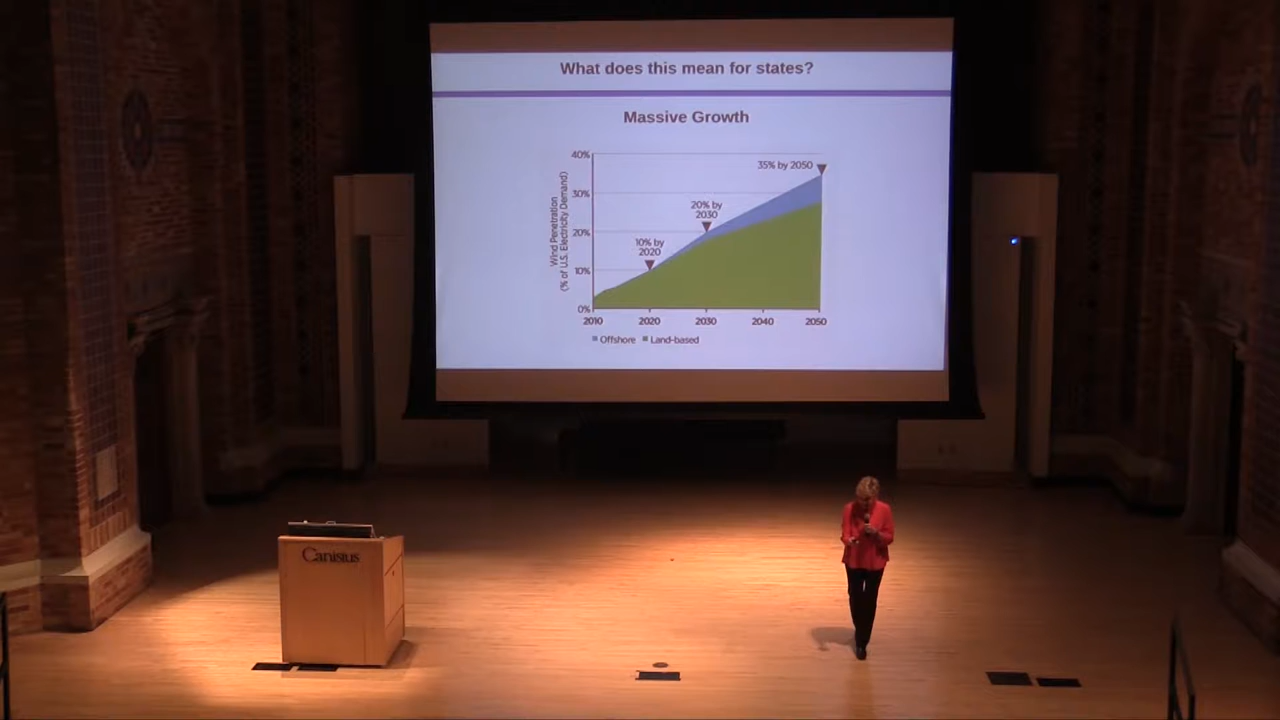 What does this mean for states?
Massive Growth
Wind Penetration
(% of U.S. Electricity Demand)
40%
30%
20%
10%
0%
35% by 2050
20% by
2030
10% by
2020
2010 2020 2030 2040 2050
Offshore Land-based
Canisius